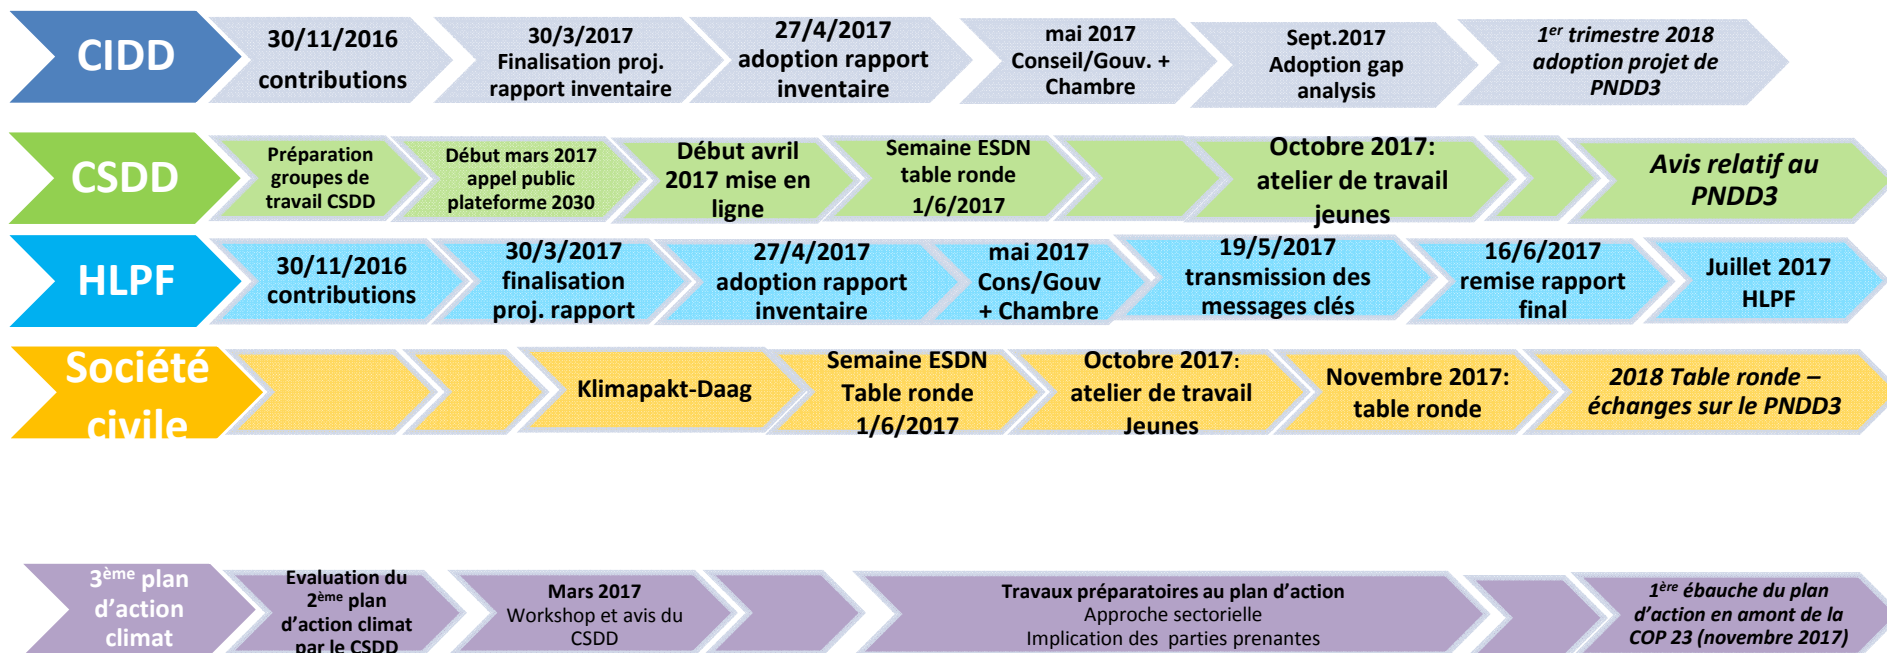 CIDD
30/11/2016
contributions
30/3/2017
Finalisation proj.
rapport inventaire
27/4/2017
adoption rapport
inventaire
mai 2017
Conseil/Gouv. +
Chambre
Sept.2017
Adoption gap
analysis
1er trimestre 2018
adoption projet de
PNDD3
CSDD
Préparation
groupes de
travail CSDD
Début mars 2017
appel public
plateforme 2030
Début avril
2017 mise en
ligne
Semaine ESDN
table ronde
1/6/2017
Octobre 2017:
atelier de travail
jeunes
Avis relatif au
PNDD3
HLPF
30/11/2016
contributions
30/3/2017
finalisation
proj. rapport
27/4/2017
adoption rapport
inventaire
mai 2017
Cons/Gouv
+ Chambre
19/5/2017
transmission des
messages clés
16/6/2017
remise rapport
final
Juillet 2017
HLPF
Société
civile
Klimapakt-Daag
Semaine ESDN
Table ronde
1/6/2017
Octobre 2017:
atelier de travail
Jeunes
Novembre 2017:
table ronde
2018 Table ronde –
échanges sur le PNDD3
3ème plan
d’action
climat
Evaluation du
2ème plan
d’action climat
par le CSDD
Mars 2017
Workshop et avis du
CSDD
Travaux préparatoires au plan d’action
Approche sectorielle
Implication des parties prenantes
1ère ébauche du plan
d’action en amont de la
COP 23 (novembre 2017)